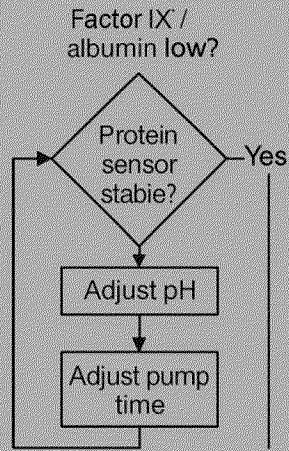 Factor IX /
albumin low?
Protein
sensor
stabie?
Yes
Adjust pH
Adjust pump
time